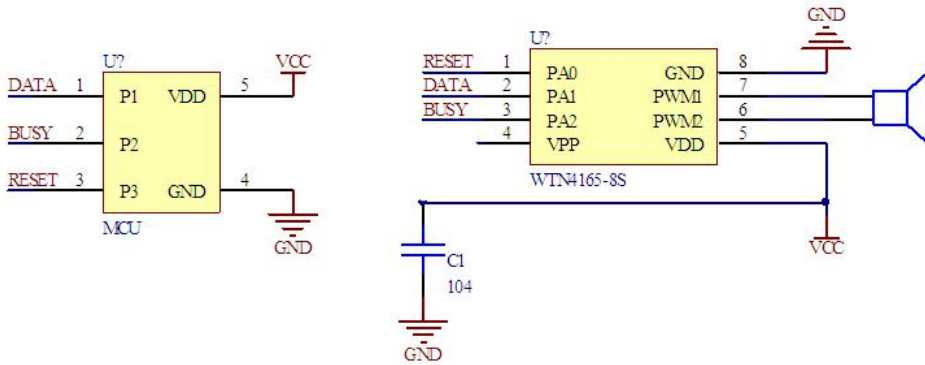 U?
VCC
DATA 1 P1 VDD 5
BUSY 2 P2
RESET 3 P3 GND 4
MCU
GND
GND
U?
RESET 1 PA0 GND 8
DATA 2 PA1 PWM1 7
BUSY 3 PA2 PWM2 6
4 VPP VDD 5
WTN4165-8S
VCC
C1
104
GND